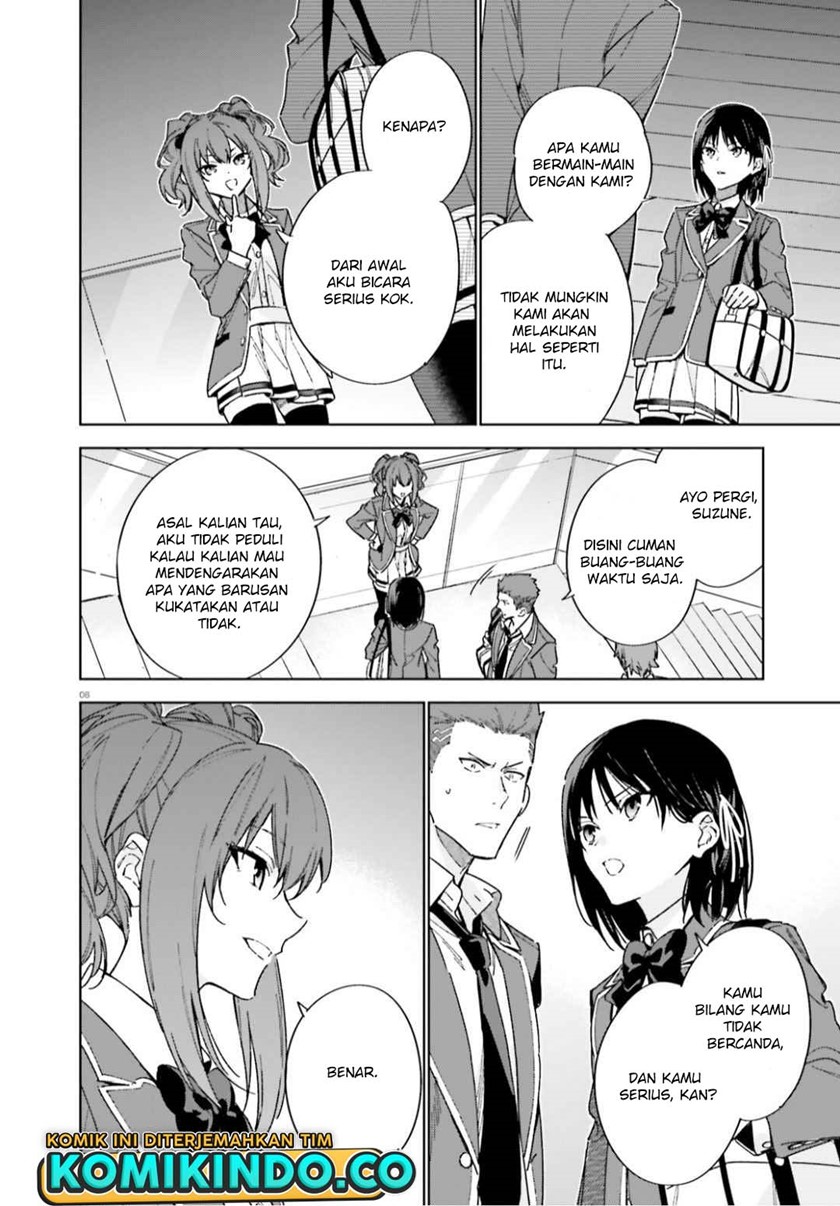 APA KAMU
BERMAIN-MAIN
DENGAN KAMI?
TIDAK MUNGKIN
KAMI AKAN
MELAKUKAN
HAL SEPERTI
ITU.
KENAPA?
DARI AWAL
AKU BICARA
SERIUS KOK.
AYO PERGI,
SUZUNE.
DISINI CUMAN
BUANG-BUANG
WAKTU SAJA.
ASAL KALIAN TAU,
AKU TIDAK PEDULI
KALAU KALIAN MAU
MENDENGARAKAN
APA YANG BARUSAN
KUKATAKAN ATAU
TIDAK.
08
KAMU
BILANG KAMU
TIDAK
BERCANDA,
DAN KAMU
SERIUS, KAN?
BENAR.
KOMIK INI DITERJEMAHKAN TIM
KOMIKINDO.CO